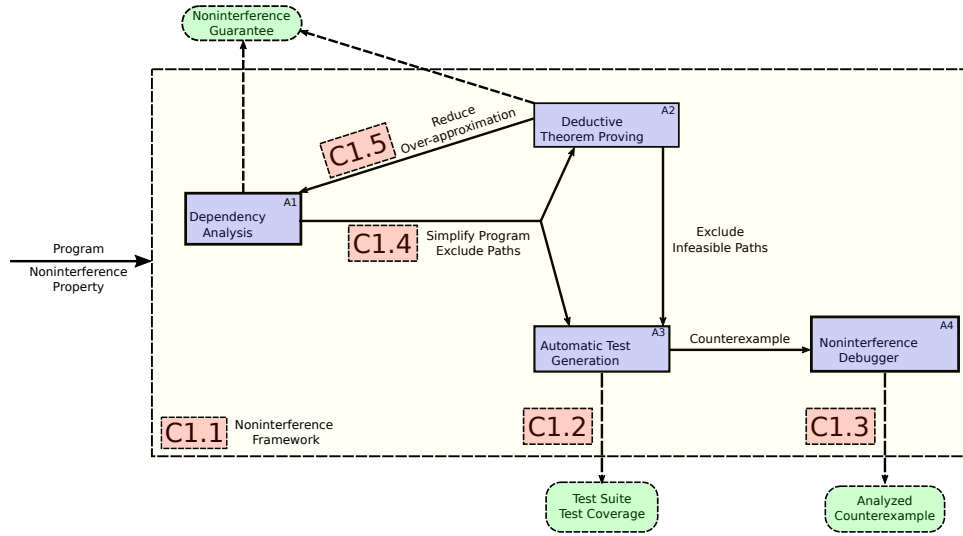 Noninterference
Guarantee
A2
Deductive
Theorem Proving
Reduce
Over-approximation
C1.5
A1
Dependency
Analysis
C1.4
Simplify Program
Exclude Paths
Exclude
Infeasible Paths
Program
Noninterference
Property
A3
Automatic Test
Generation
Counterexample
A4
Noninterference
Debugger
C1.1
Noninterference
Framework
C1.2
C1.3
Test Suite
Test Coverage
Analyzed
Counterexample